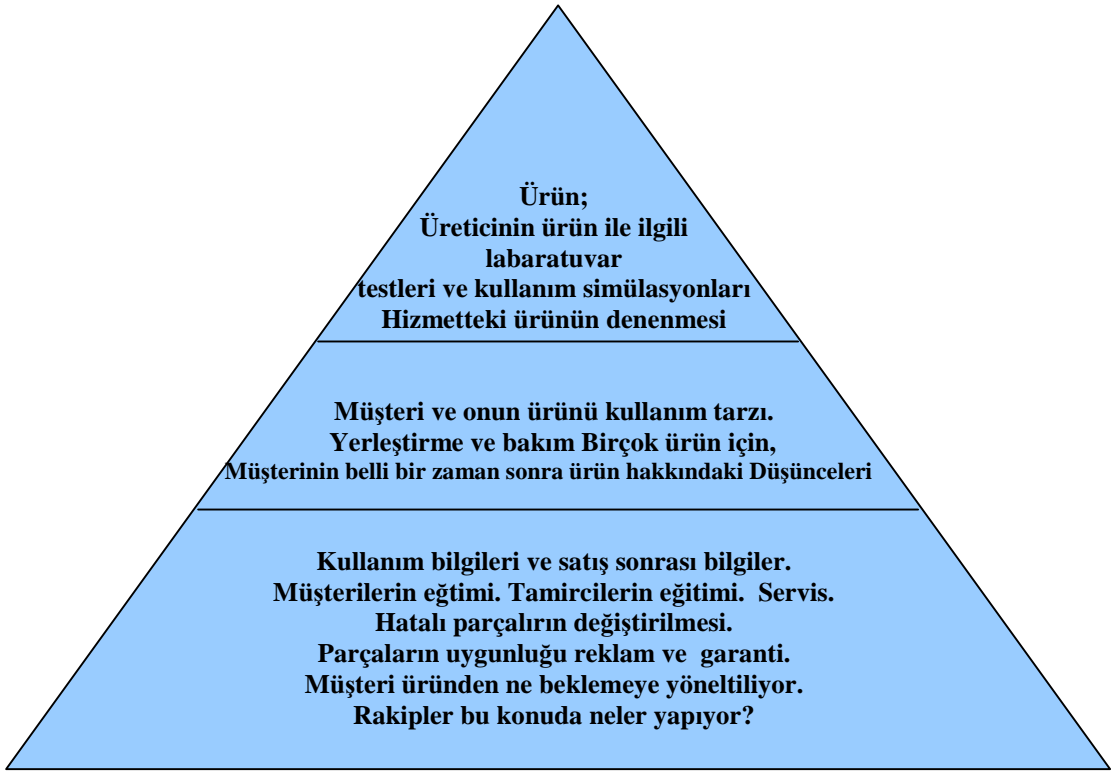 Ürün;
Üreticinin ürün ile ilgili
labaratuvar
testleri ve kullanım simülasyonları
Hizmetteki ürünün denenmesi
Müşteri ve onun ürünü kullanım tarzı.
Yerleştirme ve bakım Birçok ürün için,
Müşterinin belli bir zaman sonra ürün hakkındaki Düşünceleri
Kullanım bilgileri ve satış sonrası bilgiler.
Müşterilerin eğtimi. Tamircilerin eğitimi.  Servis.
Hatalı parçalırın değiştirilmesi.
Parçaların uygunluğu reklam ve  garanti.
Müşteri üründen ne beklemeye yöneltiliyor.
Rakipler bu konuda neler yapıyor?